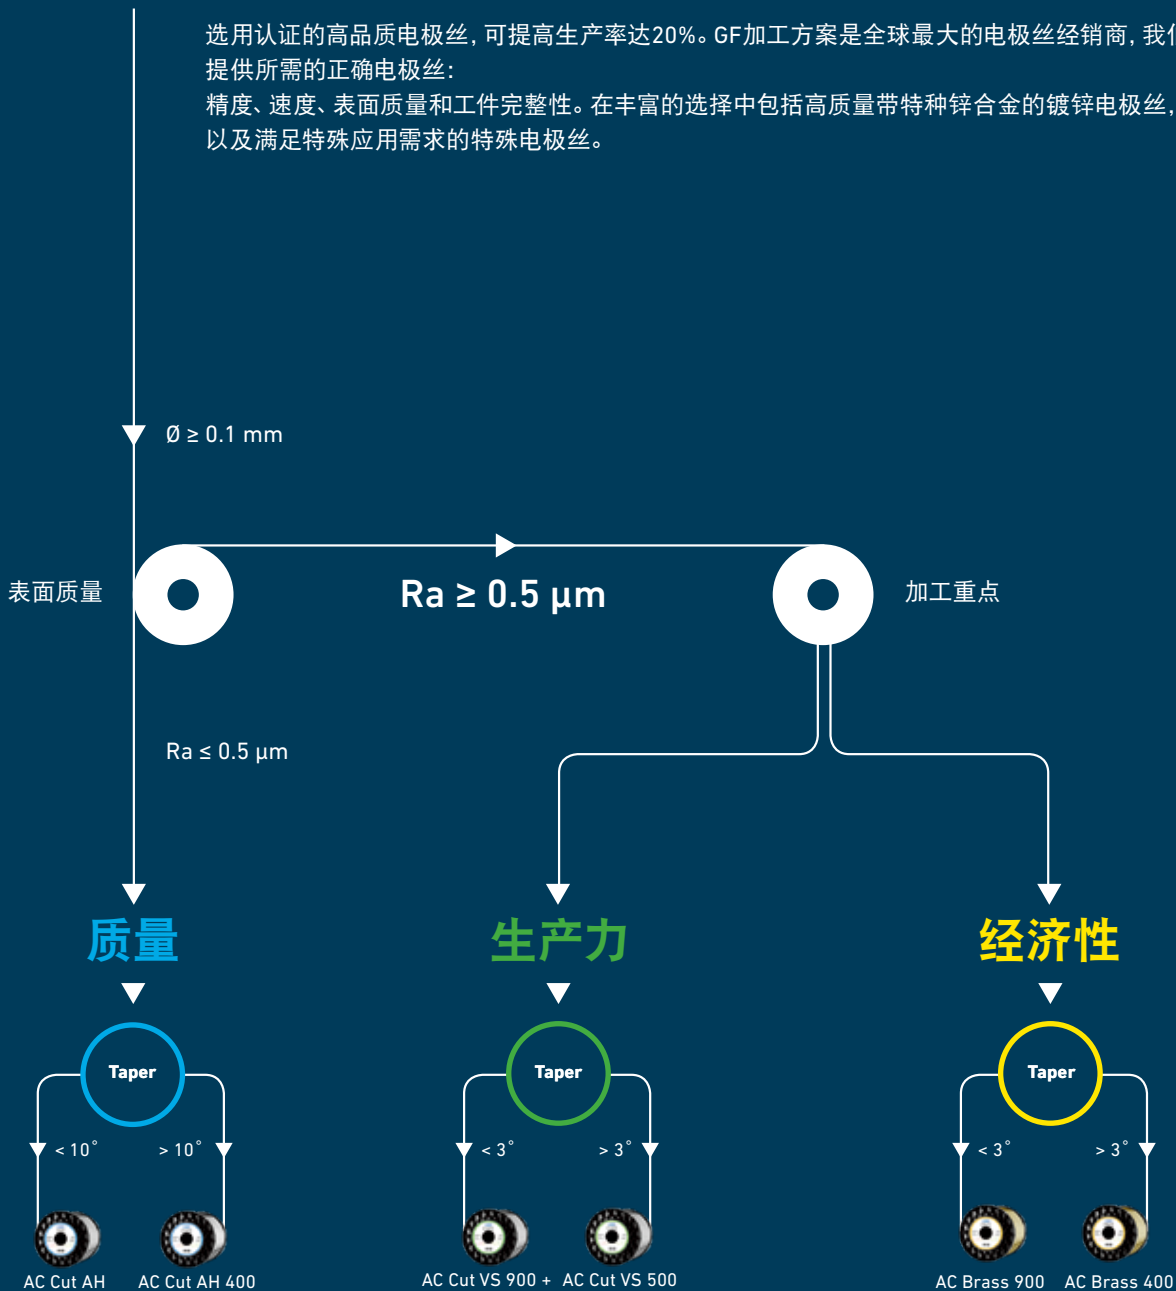 选用认证的高品质电极丝, 可提高生产率达20%。GF加工方案是全球最大的电极丝经销商, 我们
提供所需的正确电极丝:
精度、速度、表面质量和工件完整性。在丰富的选择中包括高质量带特种锌合金的镀锌电极丝,
以及满足特殊应用需求的特殊电极丝。
Ø ≥ 0.1 mm
表面质量
Ra ≥ 0.5 μm
加工重点
Ra ≤ 0.5 μm
质量
生产力
经济性
Taper
Taper
Taper
< 10°
> 10°
< 3°
> 3°
< 3°
> 3°
AC Cut AH
AC Cut AH 400
AC Cut VS 900 +
AC Cut VS 500
AC Brass 900
AC Brass 400